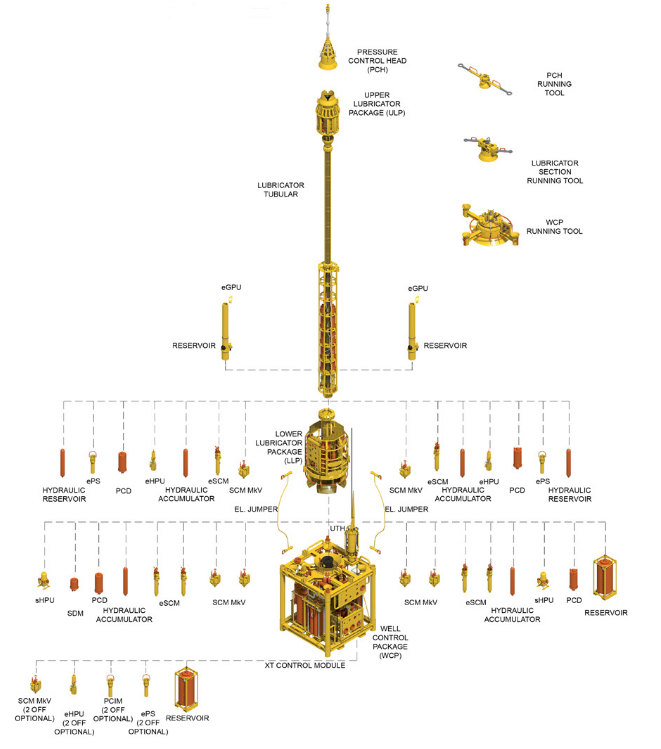 PRESSURE
CONTROL HEAD
(PCH)
PCH
RUNNING
TOOL
UPPER
LUBRICATOR
PACKAGE (ULP)
LUBRICATOR
SECTION
RUNNING TOOL
LUBRICATOR
TUBULAR
WCP
RUNNING TOOL
eGPU
eGPU
RESERVOIR
RESERVOIR
LOWER
LUBRICATOR
PACKAGE
(LLP)
HYDRAULIC
RESERVOIR
ePS
PCD
eHPU
HYDRAULIC
ACCUMULATOR
eSCM
SCM MkV
SCM MkV
eSCM
HYDRAULIC
ACCUMULATOR
eHPU
PCD
ePS
HYDRAULIC
RESERVOIR
EL. JUMPER
EL. JUMPER
UTH
sHPU
SDM
PCD
HYDRAULIC
ACCUMULATOR
eSCM
SCM MkV
SCM MkV
eSCM
HYDRAULIC
ACCUMULATOR
sHPU
PCD
RESERVOIR
WELL
CONTROL
PACKAGE
(WCP)
XT CONTROL MODULE
SCM MkV
(2 OFF
OPTIONAL)
eHPU
(2 OFF
OPTIONAL)
PCIM
(2 OFF
OPTIONAL)
ePS
(2 OFF
OPTIONAL)
RESERVOIR